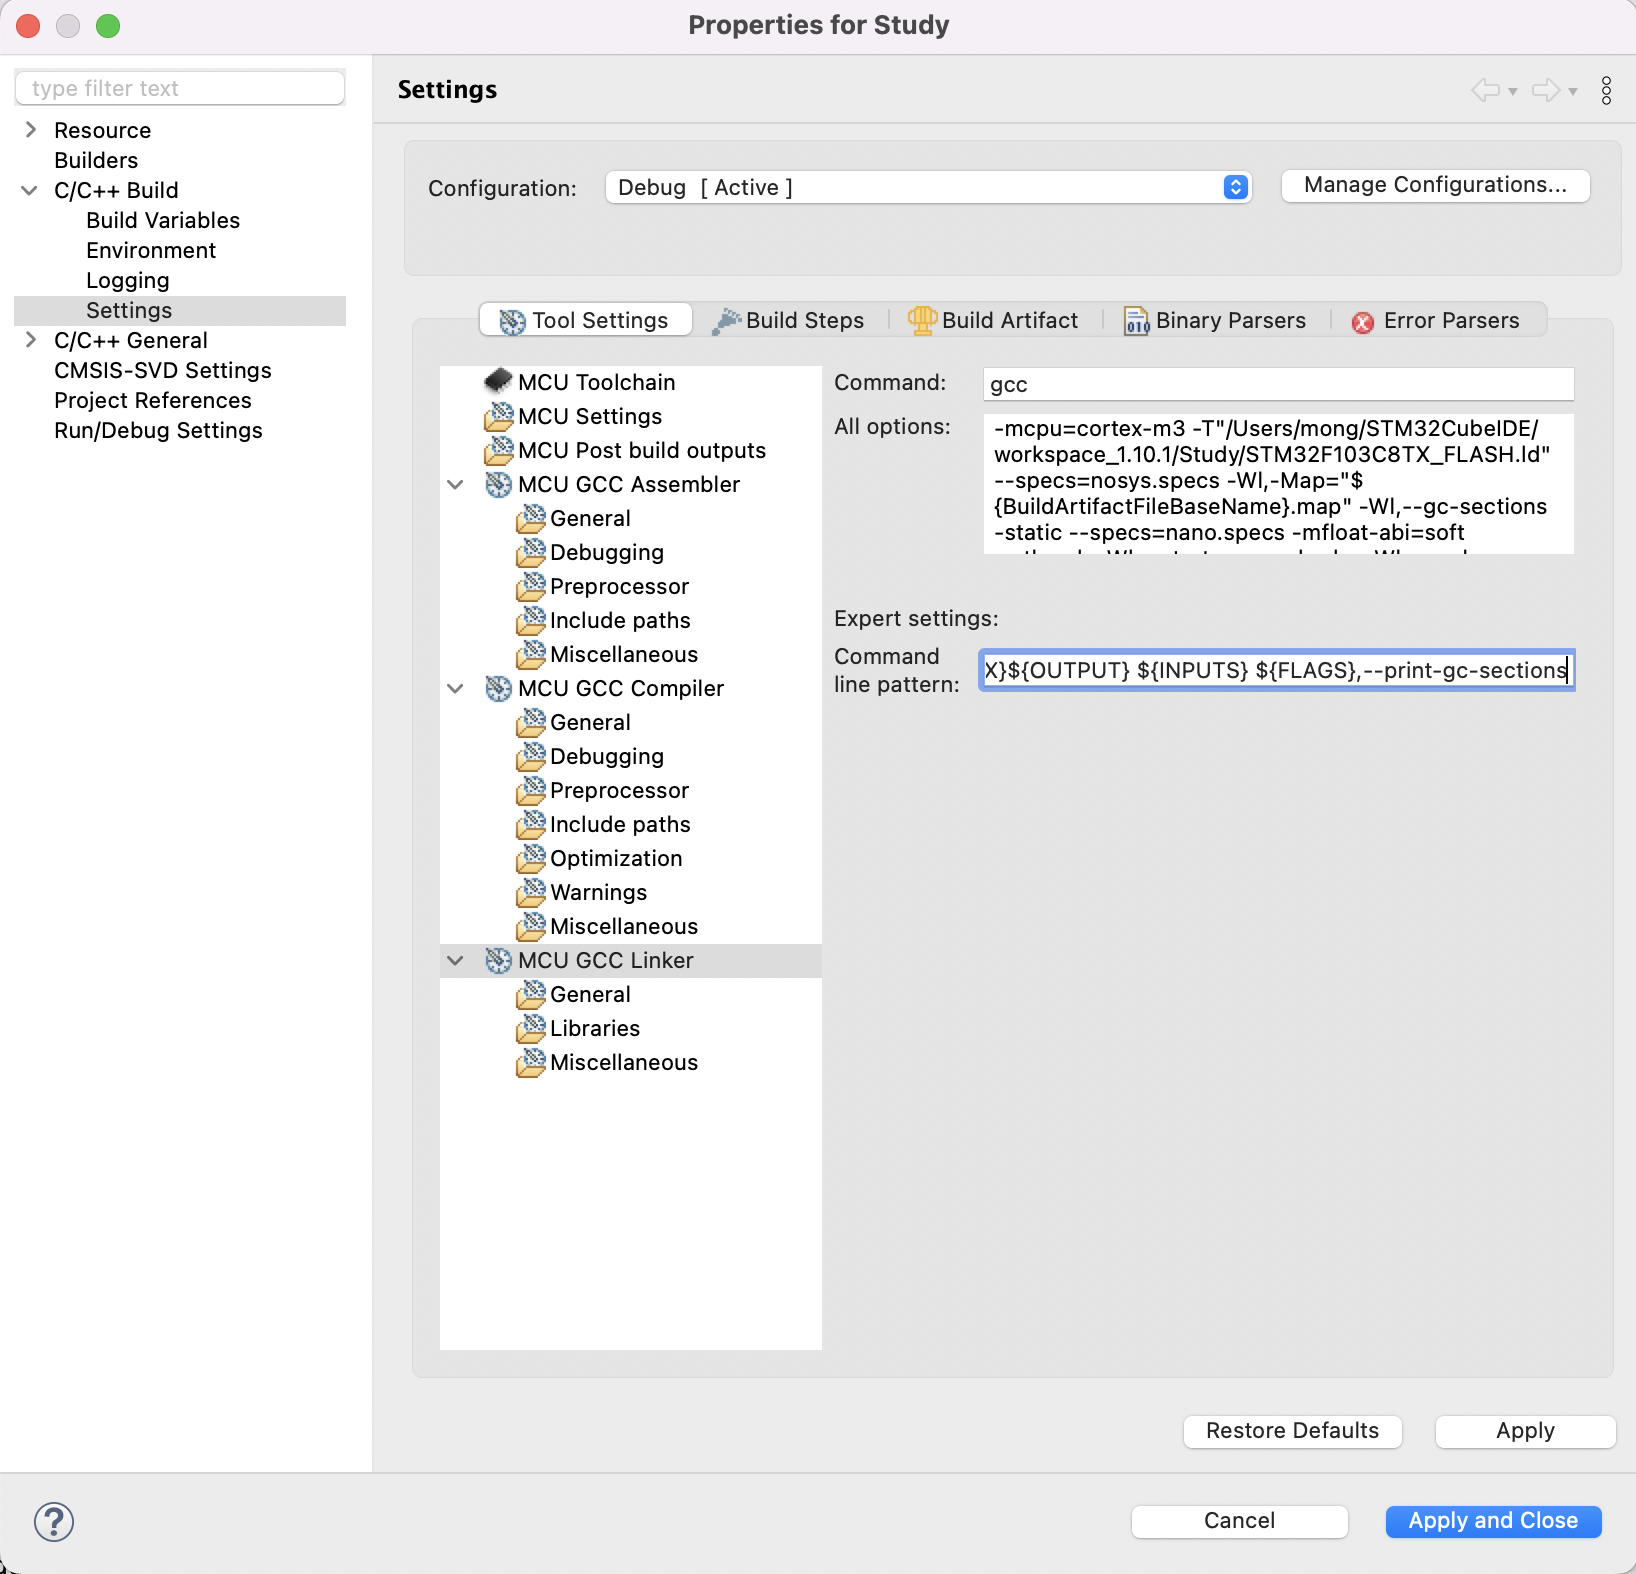 Properties for Study
type filter text
Resource
Builders
C/C++ Build
Build Variables
Environment
Logging
Settings
C/C++ General
CMSIS-SVD Settings
Project References
Run/Debug Settings
Settings
Configuration:
Debug [ Active ]
Manage Configurations...
Tool Settings
Build Steps
Build Artifact
Binary Parsers
Error Parsers
MCU Toolchain
MCU Settings
MCU Post build outputs
MCU GCC Assembler
General
Debugging
Preprocessor
Include paths
Miscellaneous
MCU GCC Compiler
General
Debugging
Preprocessor
Include paths
Optimization
Warnings
Miscellaneous
MCU GCC Linker
General
Libraries
Miscellaneous
Command:
gcc
All options:
-mcpu=cortex-m3 -T"/Users/mong/STM32CubeIDE/
workspace_1.10.1/Study/STM32F103C8TX_FLASH.ld"
--specs=nosys.specs -Wl,-Map="$
{BuildArtifactFileBaseName}.map" -Wl,--gc-sections
-static --specs=nano.specs -mfloat-abi=soft
Expert settings:
Command
line pattern:
X}${OUTPUT} ${INPUTS} ${FLAGS},--print-gc-sections
Restore Defaults
Apply
?
Cancel
Apply and Close